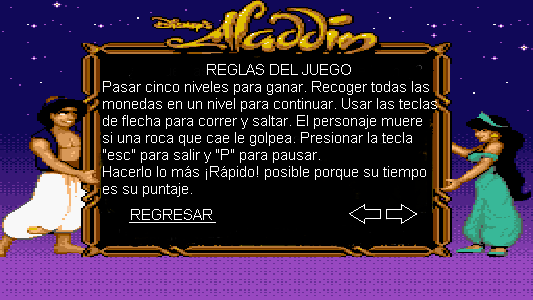 Disney's
Aladdin
REGLAS DEL JUEGO
Pasar cinco niveles para ganar. Recoger todas las
monedas en un nivel para continuar. Usar las teclas
de flecha para correr y saltar. El personaje muere
si una roca que cae le golpea. Presionar la tecla
"esc" para salir y "P" para pausar.
Hacerlo lo más ¡Rápido! posible porque su tiempo
es su puntaje.
REGRESAR